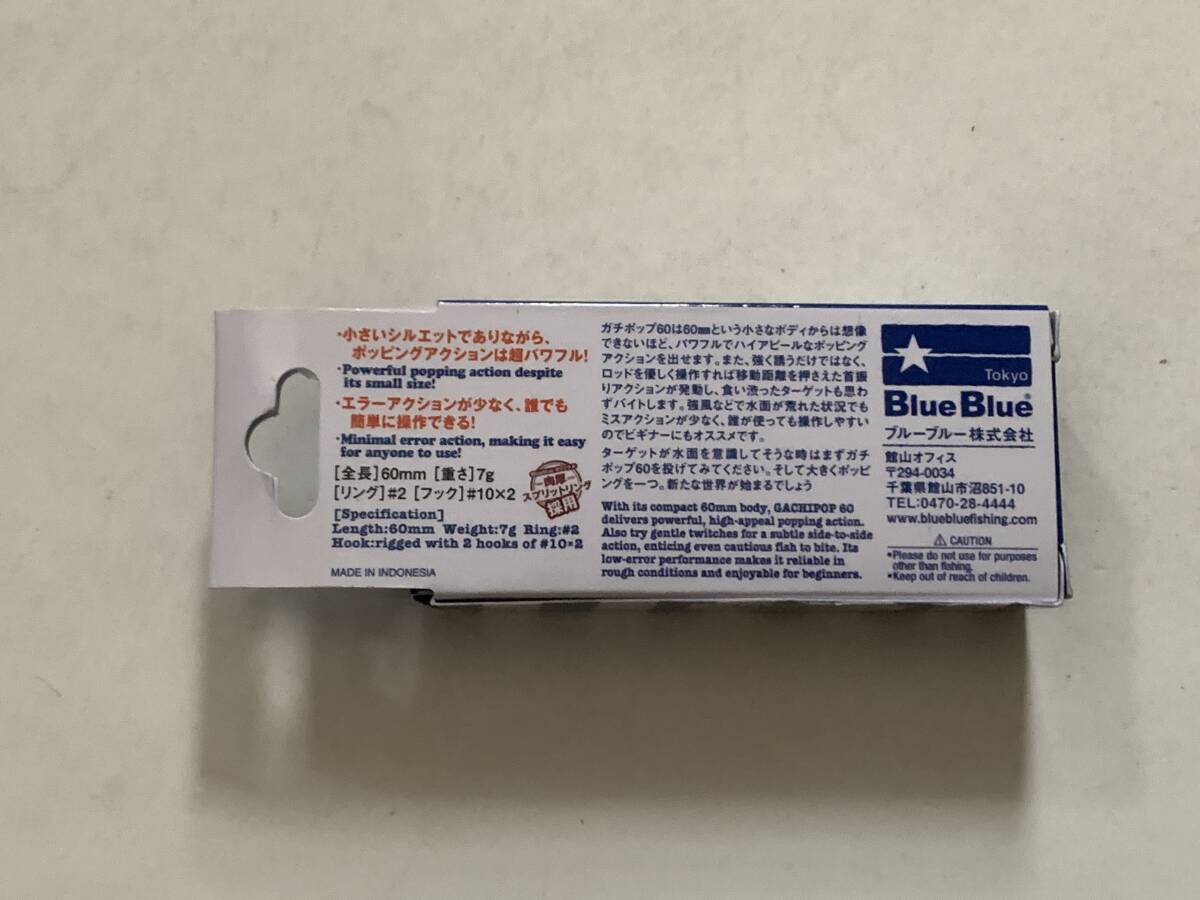 ・小さいシルエットでありながら、
ポッピングアクションは超パワフル!
・Powerful popping action despite
its small size!
・エラーアクションが少なく、誰でも
簡単に操作できる!
・Minimal error action, making it easy
for anyone to use!
[全長]60mm [重さ]7g
[リング]#2 [フック]#10×2
[Specification]
Length:60mm Weight:7g Ring:#2
Hook:rigged with 2 hooks of #10×2
MADE IN INDONESIA
肉厚
スプリットリング
採用
ガチポップ60は60㎜という小さなボディからは想像
できないほど、パワフルでハイアピールなポッピング
アクションを出せます。また、強く誘うだけではなく、
ロッドを優しく操作すれば移動距離を押さえた首振
りアクションが発動し、食い渋ったターゲットも思わ
ずバイトします。強風などで水面が荒れた状況でも
ミスアクションが少なく、誰が使っても操作しやすい
のでビギナーにもオススメです。
ターゲットが水面を意識してそうな時はまずガチ
ポップ60を投げてみてください。そして大きくポッピ
ングを一つ。新たな世界が始まるでしょう
With its compact 60mm body, GACHIPOP 60
delivers powerful, high-appeal popping action.
Also try gentle twitches for a subtle side-to-side
action, enticing even cautious fish to bite. Its
low-error performance makes it reliable in
rough conditions and enjoyable for beginners.
Tokyo
BlueBlue®
ブルーブルー株式会社
館山オフィス
〒294-0034
千葉県館山市沼851-10
TEL:0470-28-4444
www.bluebluefishing.com
⚠ CAUTION
•Please do not use for purposes
other than fishing.
•Keep out of reach of children.